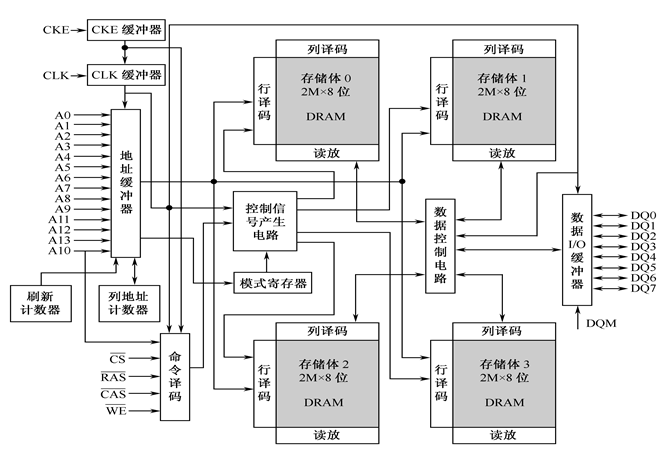 CKE
CKE 缓冲器
CLK
CLK 缓冲器
A0
A1
A2
A3
A4
A5
A6
A7
A8
A9
A11
A12
A13
A10
地址缓冲器
刷新
计数器
列地址
计数器
CS
RAS
CAS
WE
命令译码
控制信
号产生
电路
模式寄存器
列译码
行译码
存储体 0
2M×8 位
DRAM
读放
列译码
行译码
存储体 1
2M×8 位
DRAM
读放
数据控制电路
数据I/O缓冲器
DQ0
DQ1
DQ2
DQ3
DQ4
DQ5
DQ6
DQ7
DQM
列译码
行译码
存储体 2
2M×8 位
DRAM
读放
列译码
行译码
存储体 3
2M×8 位
DRAM
读放